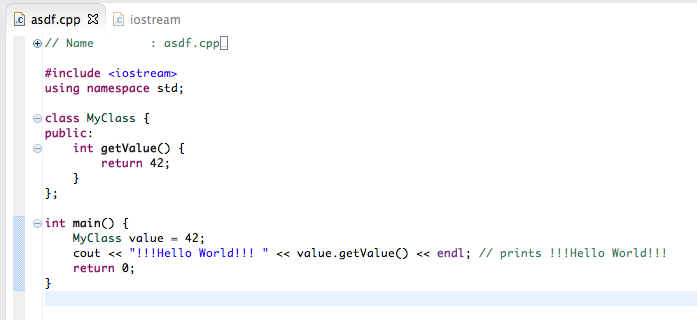 asdf.cpp iostream
// Name        : asdf.cpp
#include <iostream>
using namespace std;
class MyClass {
public:
    int getValue() {
        return 42;
    }
};
int main() {
    MyClass value = 42;
    cout << "!!!Hello World!!! " << value.getValue() << endl; // prints !!!Hello World!!!
    return 0;
}